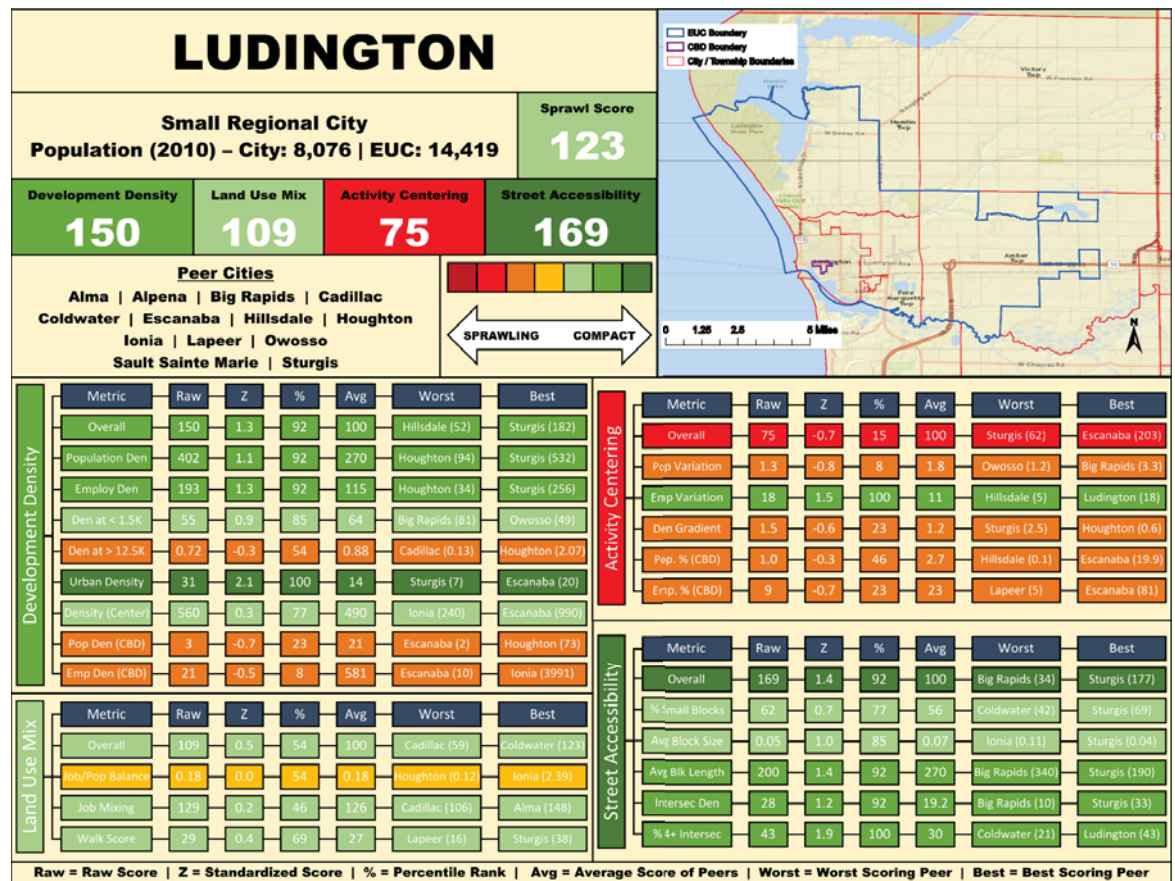 LUDINGTON
Small Regional City
Population (2010) – City: 8,076 | EUC: 14,419
Sprawl Score
123
Development Density
150
Land Use Mix
109
Activity Centering
75
Street Accessibility
169
Peer Cities
Alma | Alpena | Big Rapids | Cadillac
Coldwater | Escanaba | Hillsdale | Houghton
Ionia | Lapeer | Owosso
Sault Sainte Marie | Sturgis
SPRAWLING COMPACT
EUC Boundary
CBD Boundary
City / Township Boundaries
Victory Twp
Hamlin Twp
Amber Twp
Pere Marquette Twp
Ludington
0 1.25 2.5 5 Miles
N
Development Density
Metric Raw Z % Avg Worst Best
Overall 150 1.3 92 100 Hillsdale (52) Sturgis (182)
Population Den 402 1.1 92 270 Houghton (94) Sturgis (532)
Employ Den 193 1.3 92 115 Houghton (34) Sturgis (256)
Den at < 1.5K 55 0.9 85 64 Big Rapids (81) Owosso (49)
Den at > 12.5K 0.72 -0.3 54 0.88 Cadillac (0.13) Houghton (2.07)
Urban Density 31 2.1 100 14 Sturgis (7) Escanaba (20)
Density (Center) 560 0.3 77 490 Ionia (240) Escanaba (990)
Pop Den (CBD) 3 -0.7 23 21 Escanaba (2) Houghton (73)
Emp Den (CBD) 21 -0.5 8 581 Escanaba (10) Ionia (3991)
Land Use Mix
Metric Raw Z % Avg Worst Best
Overall 109 0.5 54 100 Cadillac (59) Coldwater (123)
Job/Pop Balance 0.18 0.0 54 0.18 Houghton (0.12) Ionia (2.39)
Job Mixing 129 0.2 46 126 Cadillac (106) Alma (148)
Walk Score 29 0.4 69 27 Lapeer (16) Sturgis (38)
Activity Centering
Metric Raw Z % Avg Worst Best
Overall 75 -0.7 15 100 Sturgis (62) Escanaba (203)
Pop Variation 1.3 -0.8 8 1.8 Owosso (1.2) Big Rapids (3.3)
Emp Variation 18 1.5 100 11 Hillsdale (5) Ludington (18)
Den Gradient 1.5 -0.6 23 1.2 Sturgis (2.5) Houghton (0.6)
Pop. % (CBD) 1.0 -0.3 46 2.7 Hillsdale (0.1) Escanaba (19.9)
Emp. % (CBD) 9 -0.7 23 23 Lapeer (5) Escanaba (81)
Street Accessibility
Metric Raw Z % Avg Worst Best
Overall 169 1.4 92 100 Big Rapids (34) Sturgis (177)
% Small Blocks 62 0.7 77 56 Coldwater (42) Sturgis (69)
Avg Block Size 0.05 1.0 85 0.07 Ionia (0.11) Sturgis (0.04)
Avg Blk Length 200 1.4 92 270 Big Rapids (340) Sturgis (190)
Intersec Den 28 1.2 92 19.2 Big Rapids (10) Sturgis (33)
% 4+ Intersec 43 1.9 100 30 Coldwater (21) Ludington (43)
Raw = Raw Score | Z = Standardized Score | % = Percentile Rank | Avg = Average Score of Peers | Worst = Worst Scoring Peer | Best = Best Scoring Peer